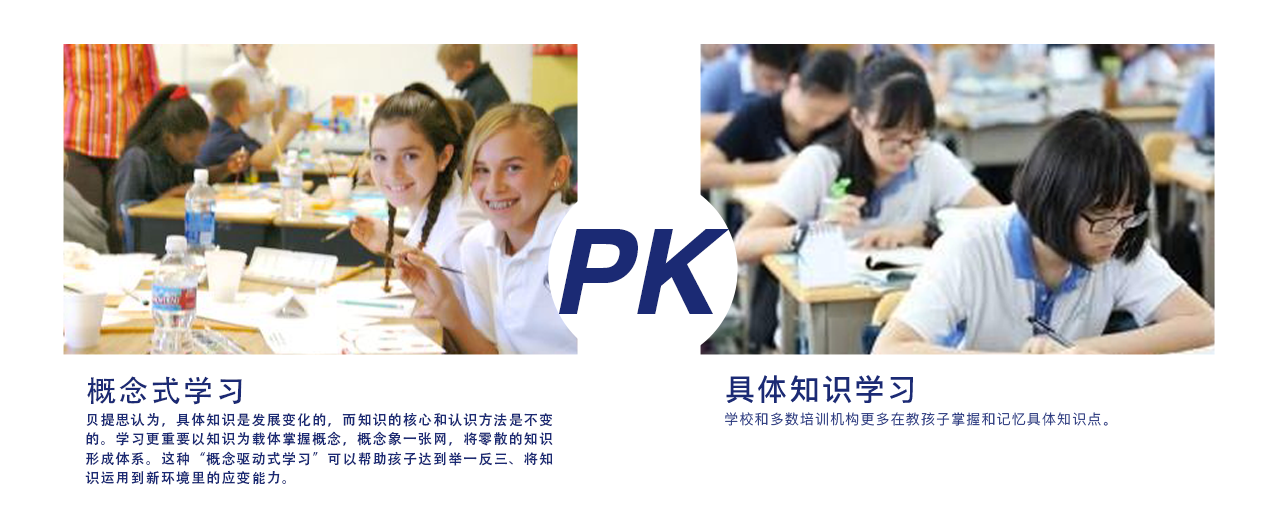 PK
概念式学习
贝提思认为，具体知识是发展变化的，而知识的核心和认识方法是不变
的。学习更重要以知识为载体掌握概念，概念象一张网，将零散的知识
形成体系。这种“概念驱动式学习”可以帮助孩子达到举一反三、将知
识运用到新环境里的应变能力。
具体知识学习
学校和多数培训机构更多在教孩子掌握和记忆具体知识点。